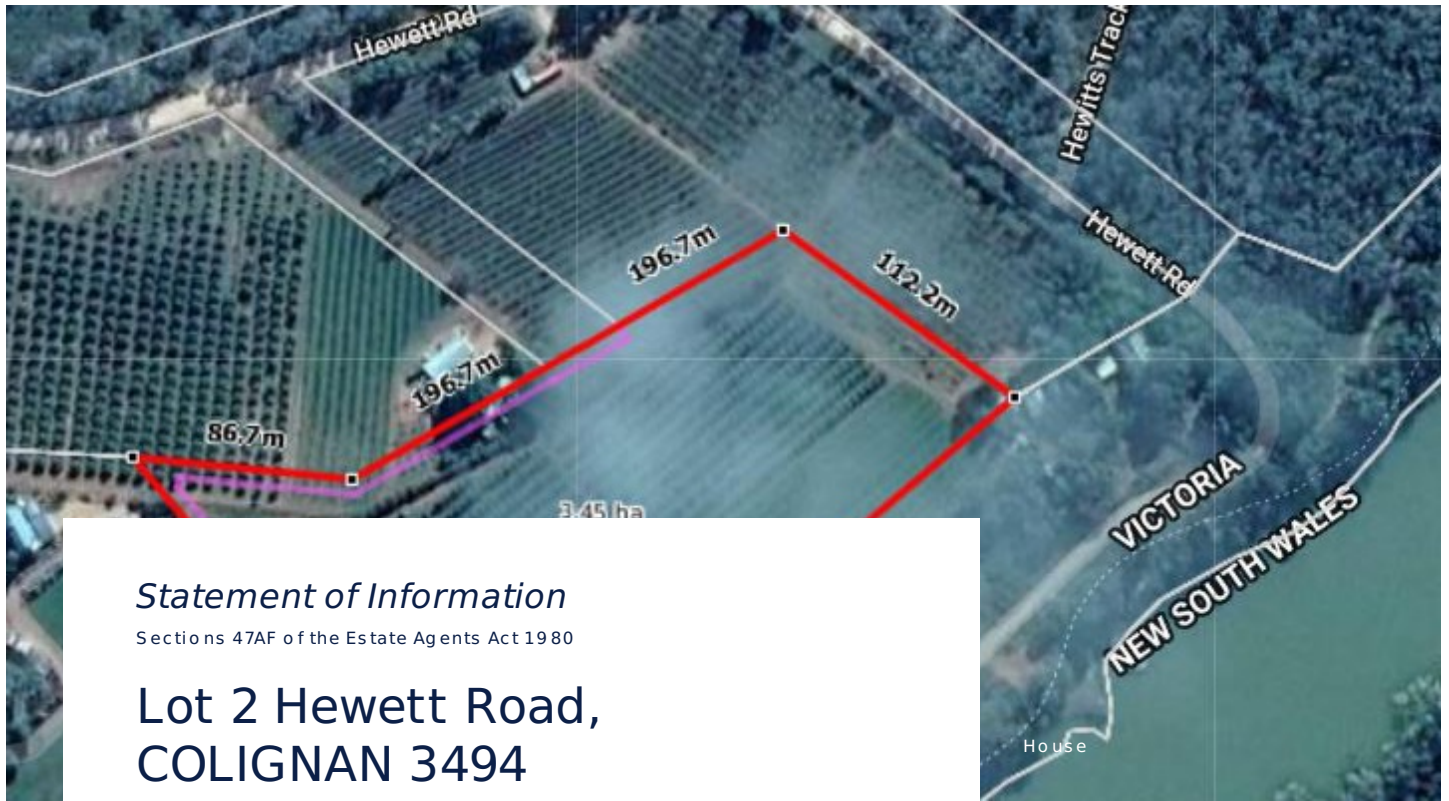 Hewett Rd
Hewitts Track
Hewett Rd
196.7m
112.2m
196.7m
86.7m
3.45 ha
VICTORIA
NEW SOUTH WALES
Statement of Information
Sections 47AF of the Estate Agents Act 1980
Lot 2 Hewett Road,
COLIGNAN 3494
House